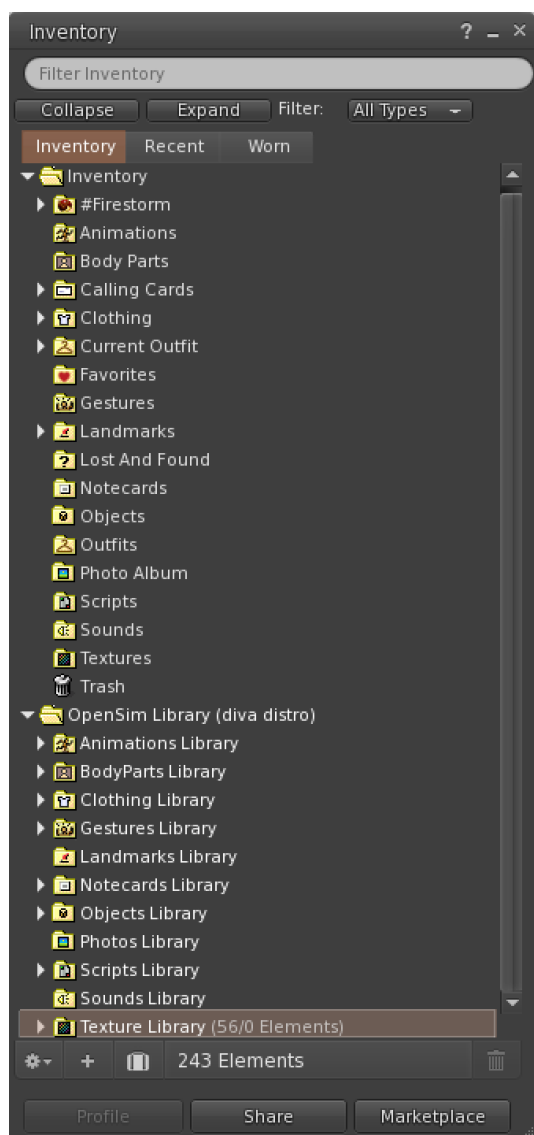 Inventory ?
Filter Inventory
Collapse Expand Filter: All Types
Inventory Recent Worn
Inventory
#Firestorm
Animations
Body Parts
Calling Cards
Clothing
Current Outfit
Favorites
Gestures
Landmarks
Lost And Found
Notecards
Objects
Outfits
Photo Album
Scripts
Sounds
Textures
Trash
OpenSim Library (diva distro)
Animations Library
BodyParts Library
Clothing Library
Gestures Library
Landmarks Library
Notecards Library
Objects Library
Photos Library
Scripts Library
Sounds Library
Texture Library (56/0 Elements)
243 Elements
Profile Share Marketplace